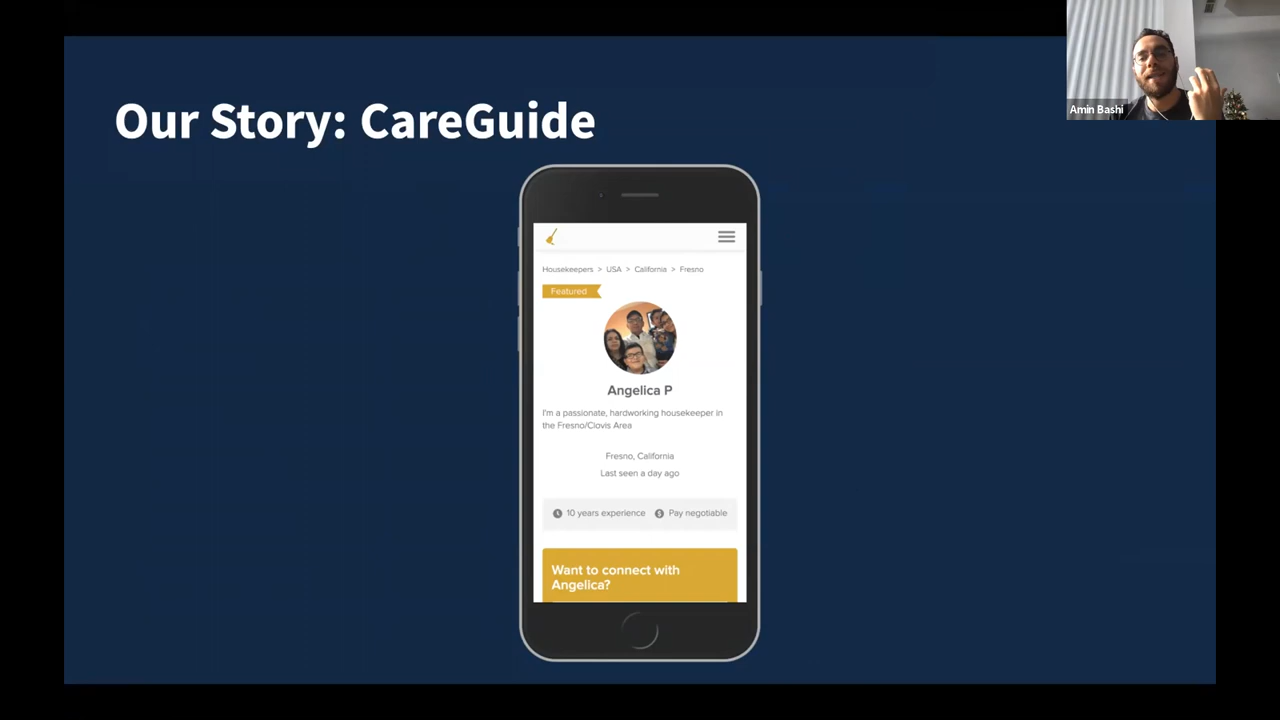 Our Story: CareGuide
Amin Bashi
Housekeepers > USA > California > Fresno
Featured
Angelica P
I'm a passionate, hardworking housekeeper in
the Fresno/Clovis Area
Fresno, California
Last seen a day ago
10 years experience
Pay negotiable
Want to connect with
Angelica?